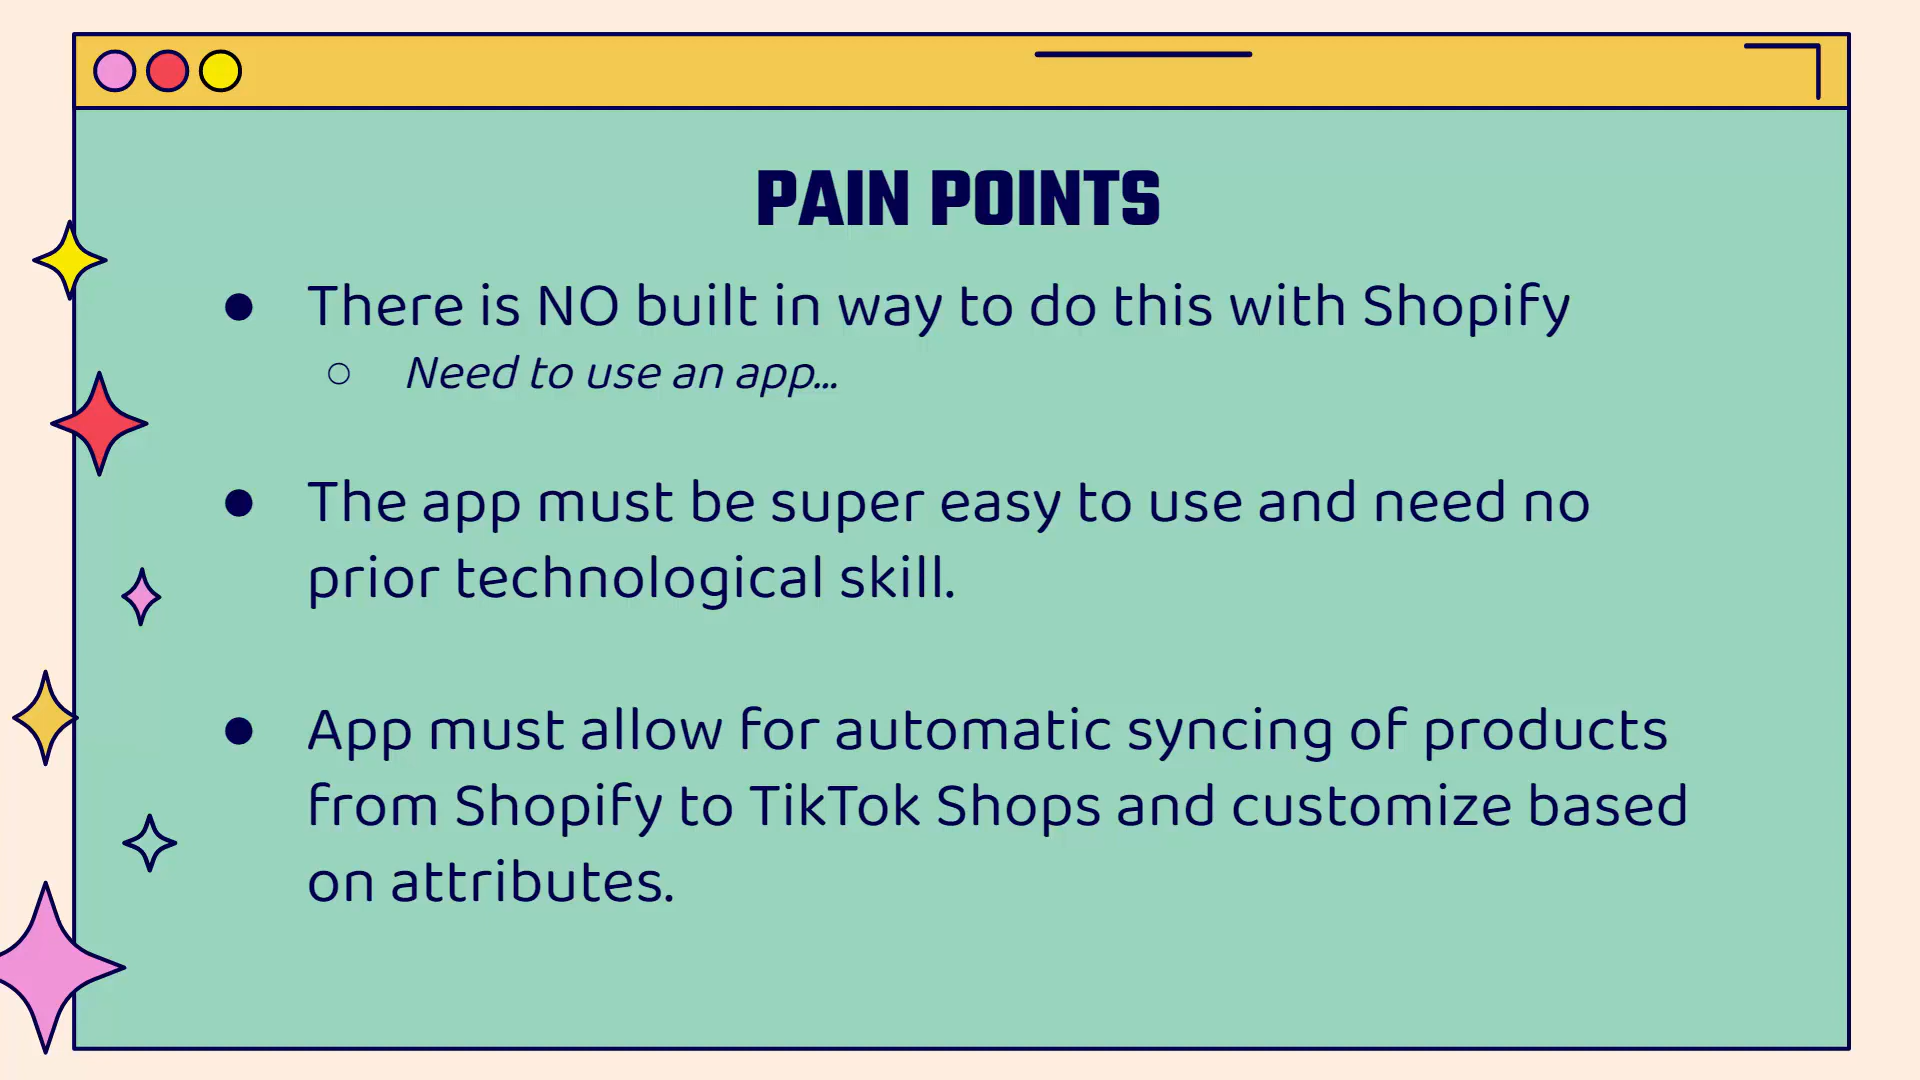 PAIN POINTS
● There is NO built in way to do this with Shopify
○ Need to use an app...
● The app must be super easy to use and need no
prior technological skill.
● App must allow for automatic syncing of products
from Shopify to TikTok Shops and customize based
on attributes.